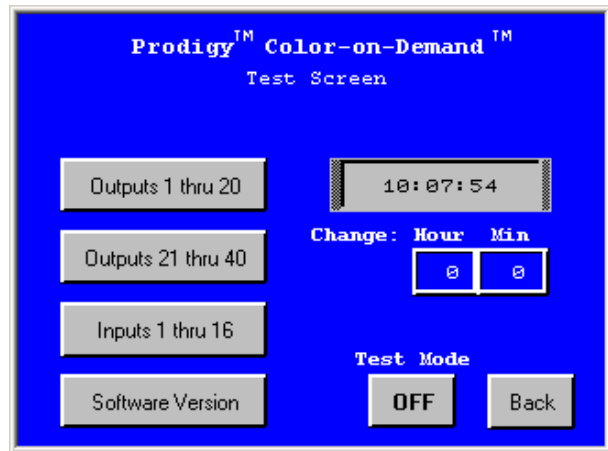 Prodigy™ Color-on-Demand™
Test Screen
Outputs 1 thru 20
10:07:54
Change: Hour Min
Outputs 21 thru 40
0 0
Inputs 1 thru 16
Test Mode
Software Version
OFF
Back